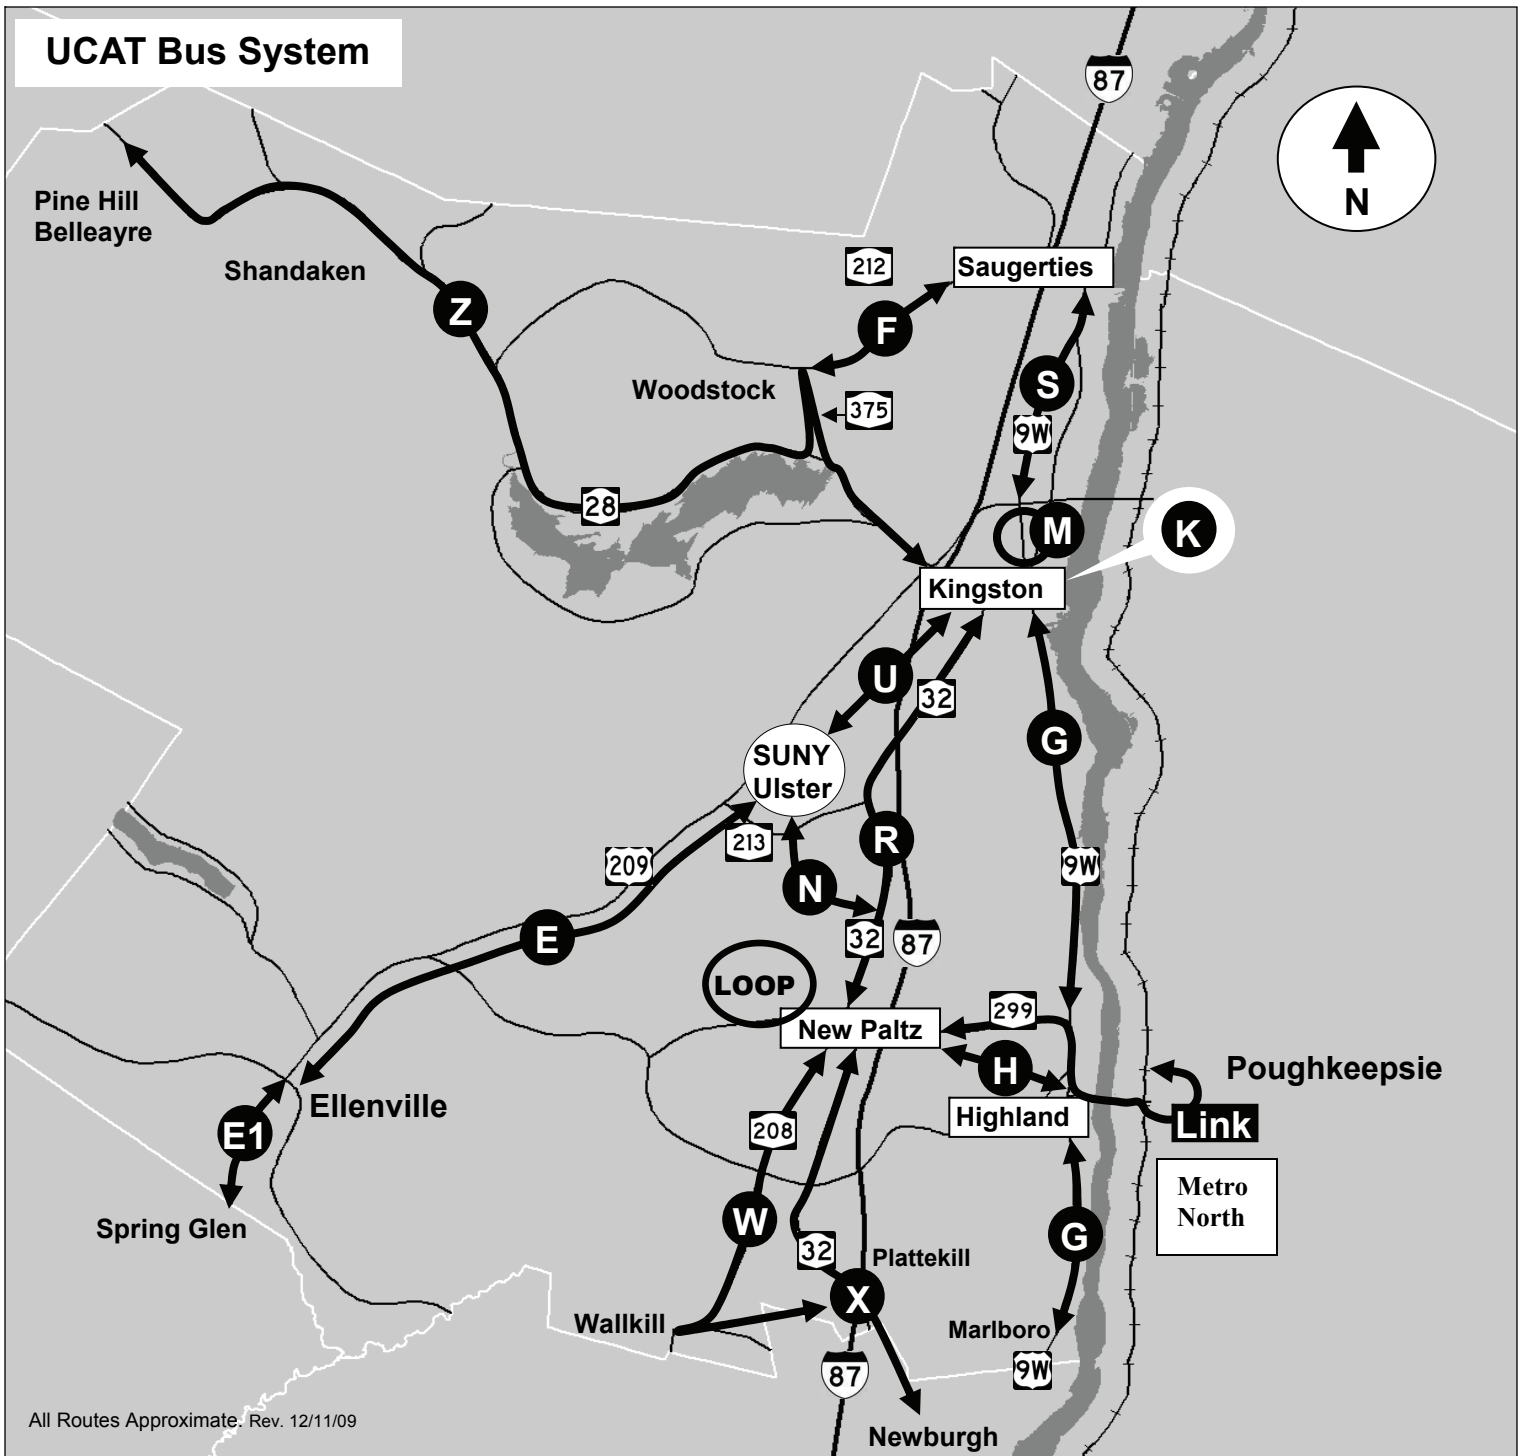 UCAT Bus System
87
N
Pine Hill
Belleayre
Shandaken
212
Saugerties
Z
F
S
Woodstock
375
9W
28
M
K
Kingston
U
32
G
SUNY
Ulster
213
R
209
9W
N
E
32
87
LOOP
299
New Paltz
H
Poughkeepsie
Ellenville
Highland
Link
E1
208
Metro
North
W
G
Spring Glen
32
Plattekill
X
Wallkill
Marlboro
9W
87
All Routes Approximate. Rev. 12/11/09
Newburgh